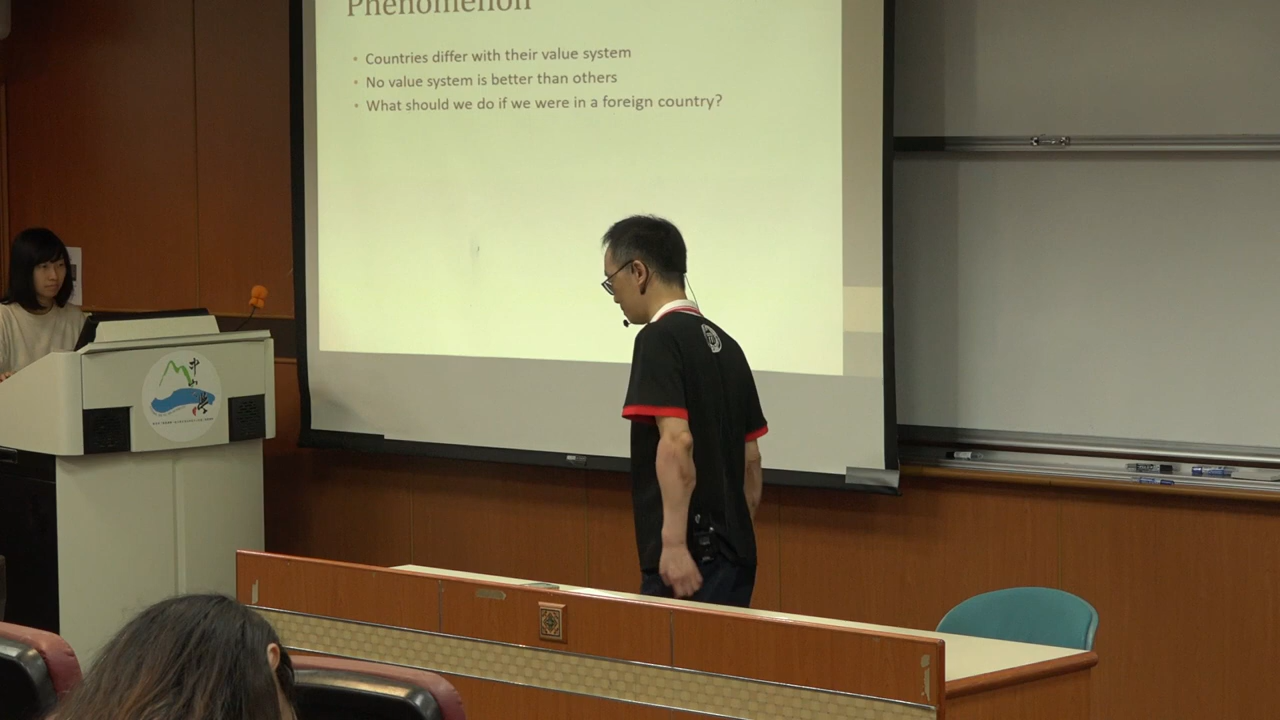 Phenomenon
• Countries differ with their value system
• No value system is better than others
• What should we do if we were in a foreign country?
中山